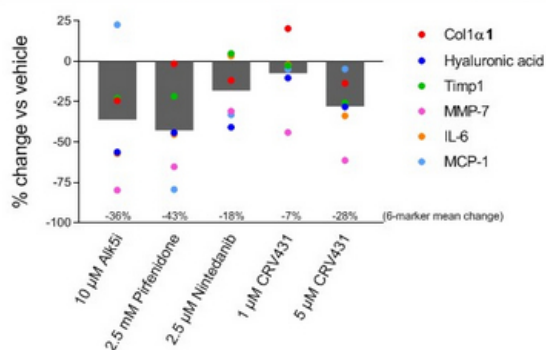 % change vs vehicle
25
0
-25
-50
-75
-100
-36%
-43%
-18%
-7%
-28%
(6-marker mean change)
10 µM Alk5i
2.5 mM Pirfenidone
2.5 µM Nintedanib
1 µM CRV431
5 µM CRV431
Col1α1
Hyaluronic acid
Timp1
MMP-7
IL-6
MCP-1